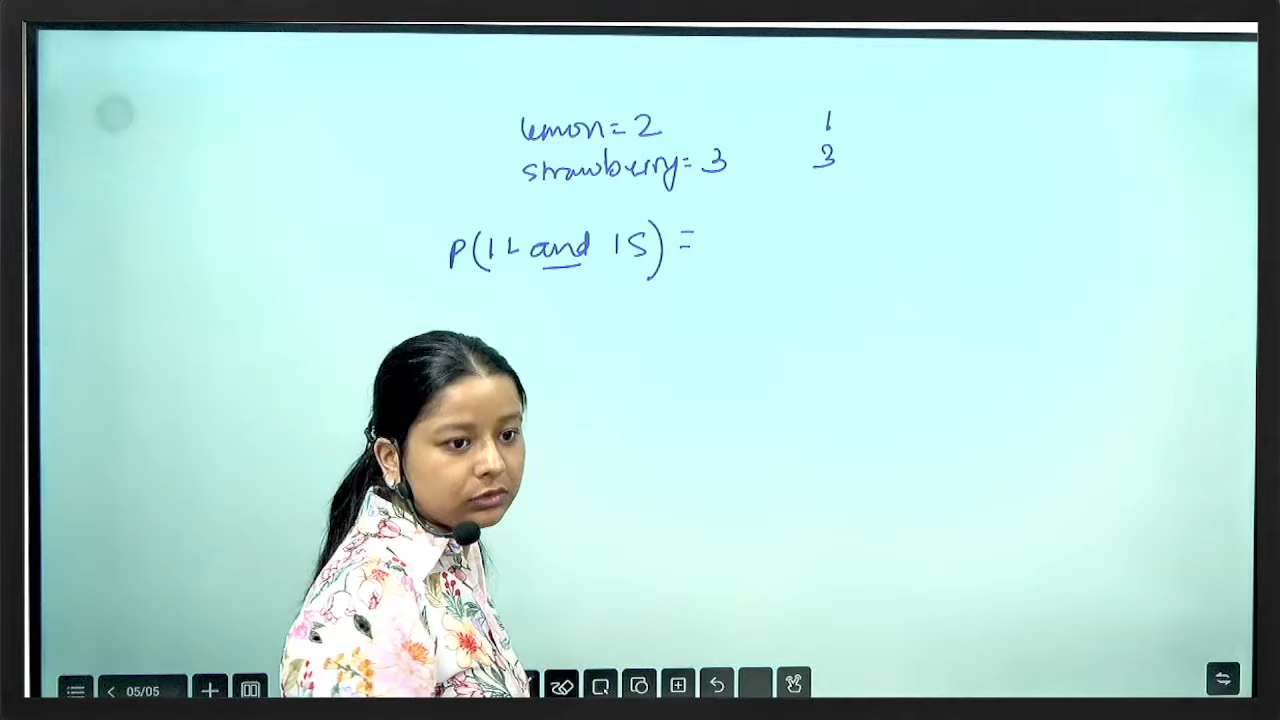 lemon = 2 1
strawberry = 3 3
P(1L and 1S) =
05/05